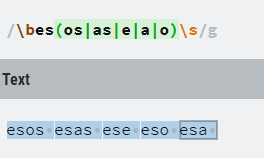 /\bes(os|as|e|a|o)\s/g
Text
esos esas ese eso esa